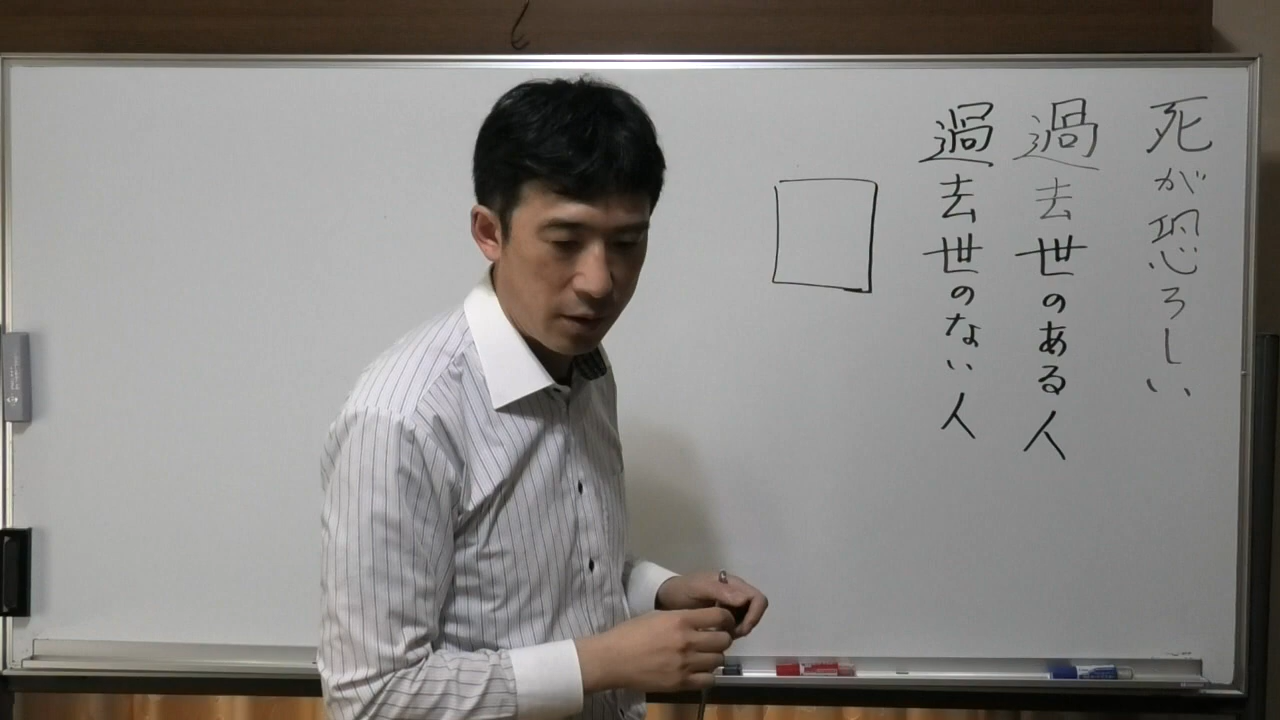 死が恐ろしい
過去世のある人
過去世のない人